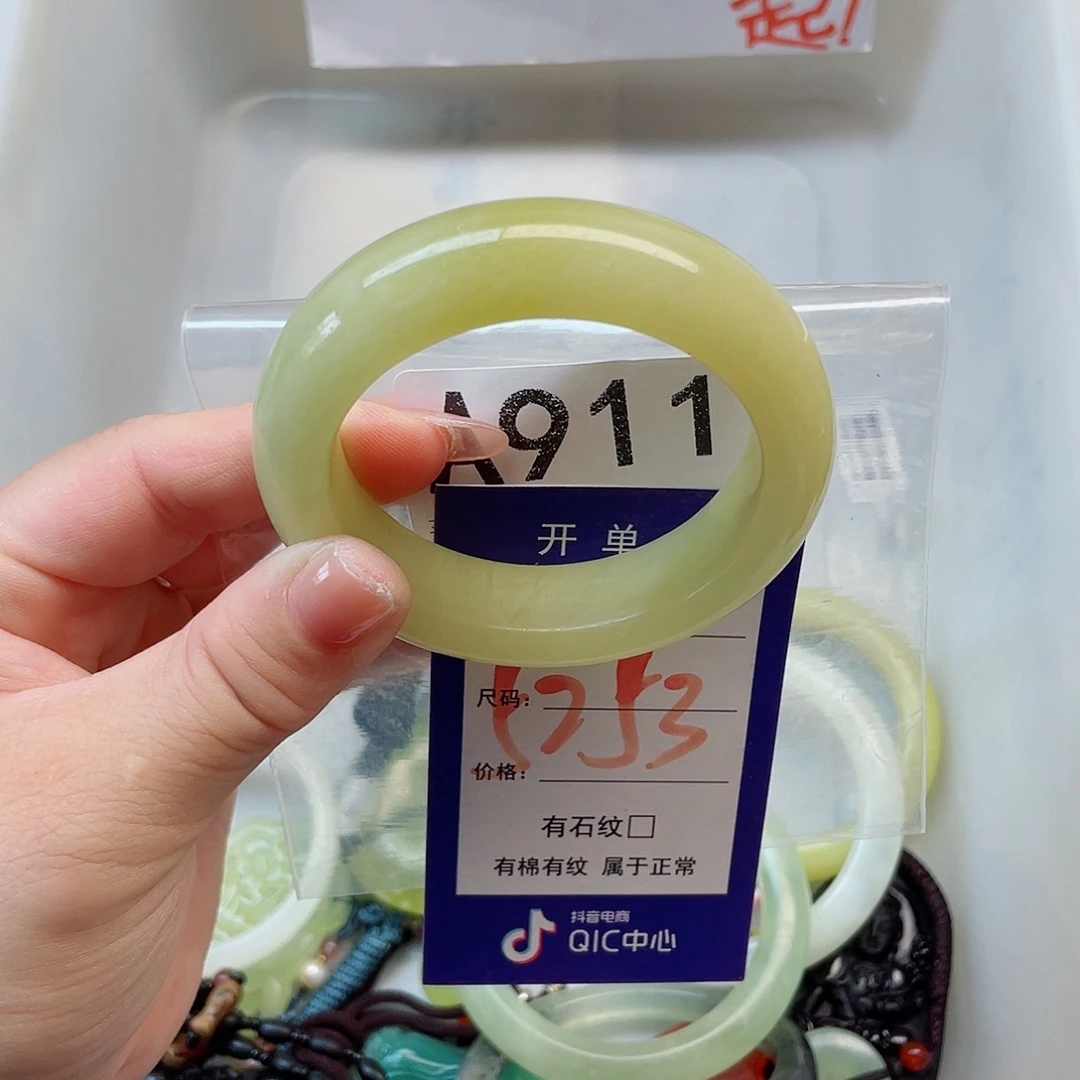 起!
A911
开单
尺码:
价格:
有石纹□
有棉有纹 属于正常
抖音电商
QIC中心